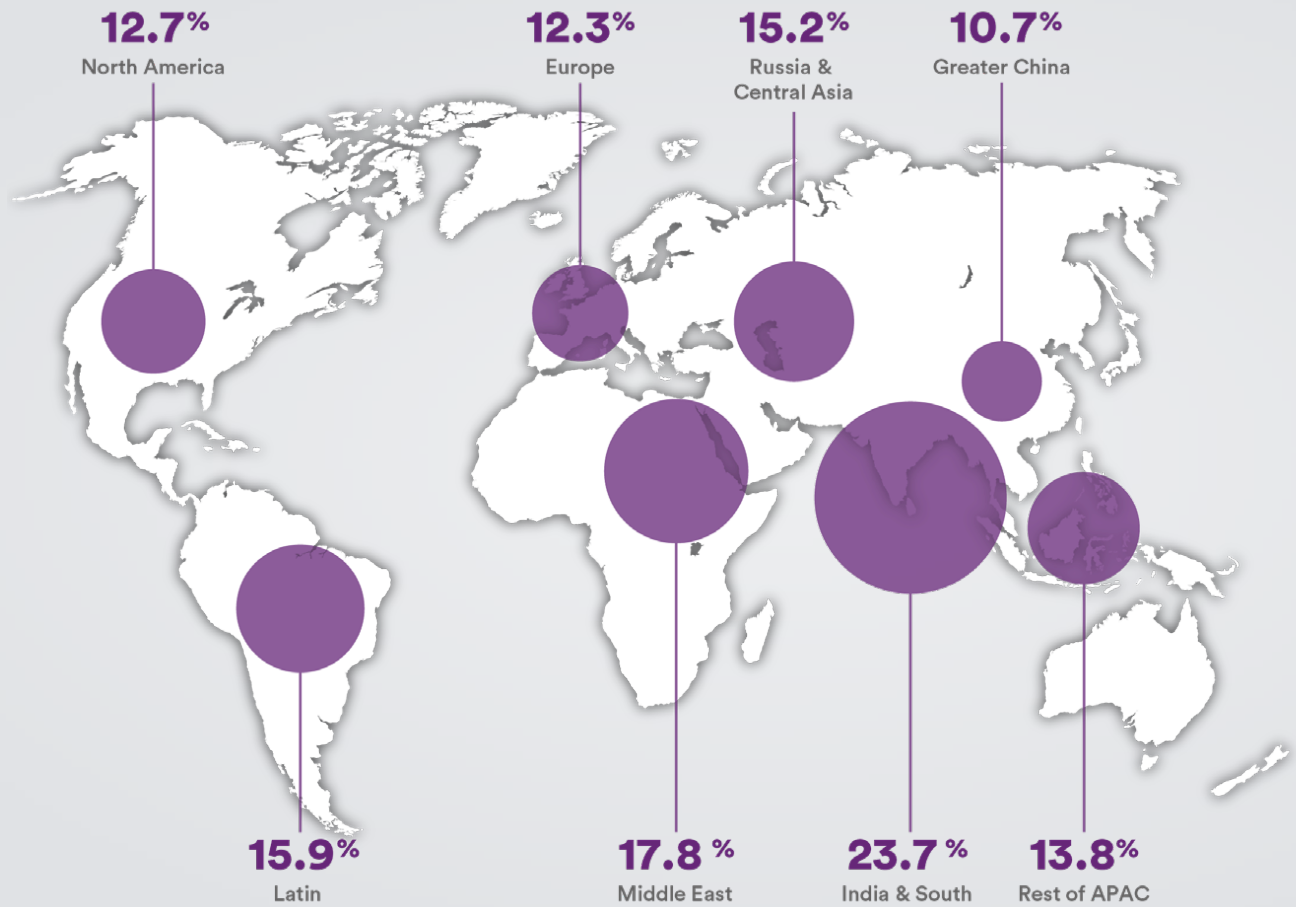 12.7%
North America
12.3%
Europe
15.2%
Russia &
Central Asia
10.7%
Greater China
15.9%
Latin
17.8 %
Middle East
23.7 %
India & South
13.8%
Rest of APAC